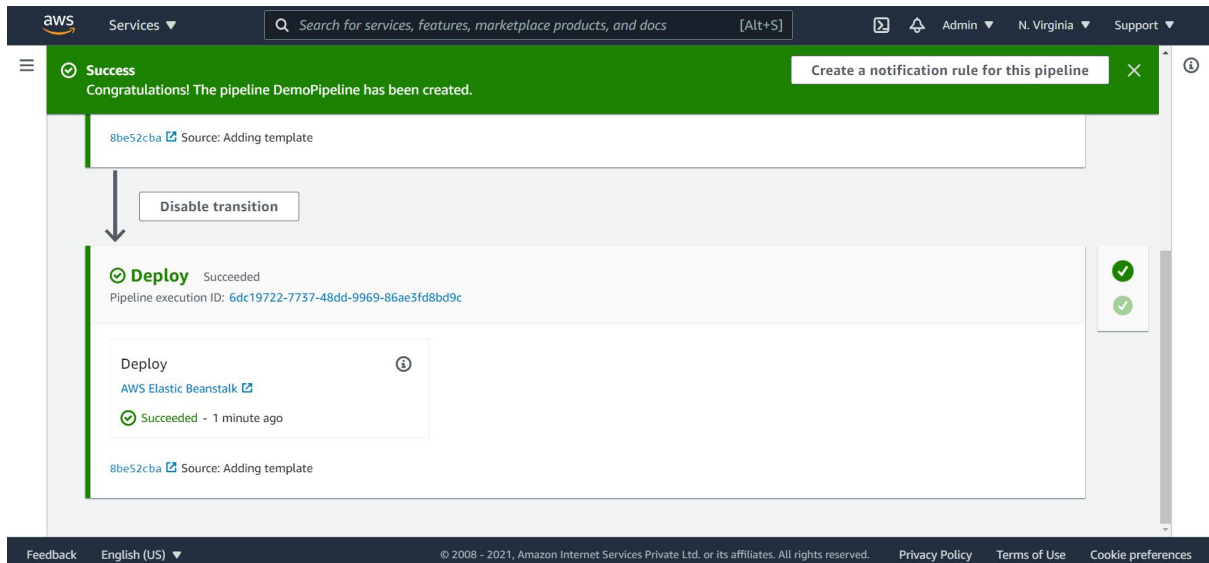 aws Services ▼ Search for services, features, marketplace products, and docs [Alt+S] Admin ▼ N. Virginia ▼ Support ▼
Success
Congratulations! The pipeline DemoPipeline has been created.
Create a notification rule for this pipeline
8be52cba Source: Adding template
Disable transition
Deploy Succeeded
Pipeline execution ID: 6dc19722-7737-48dd-9969-86ae3fd8bd9c
Deploy
AWS Elastic Beanstalk
Succeeded - 1 minute ago
8be52cba Source: Adding template
Feedback English (US) ▼ © 2008 - 2021, Amazon Internet Services Private Ltd. or its affiliates. All rights reserved. Privacy Policy Terms of Use Cookie preferences